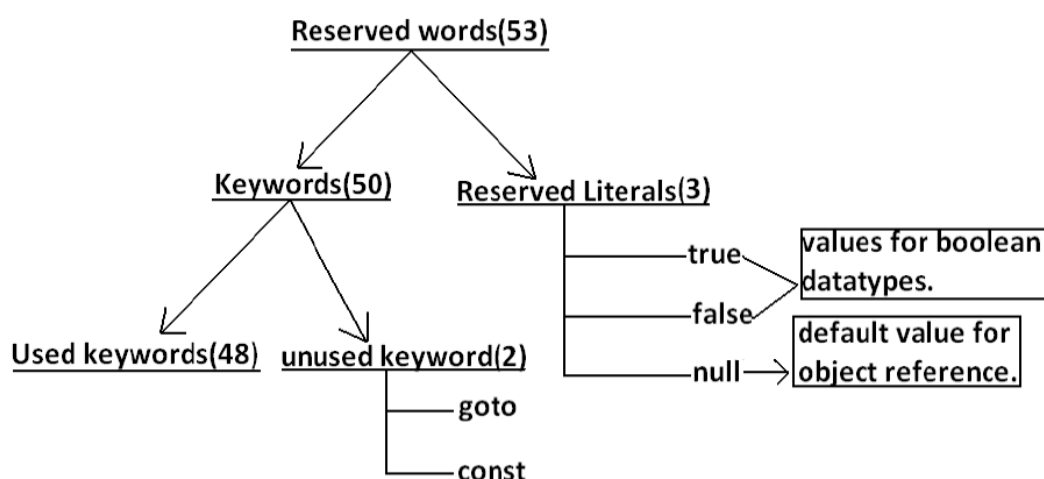 Reserved words(53)
Keywords(50)
Reserved Literals(3)
true
false
null
values for boolean
datatypes.
default value for
object reference.
Used keywords(48)
unused keyword(2)
goto
const